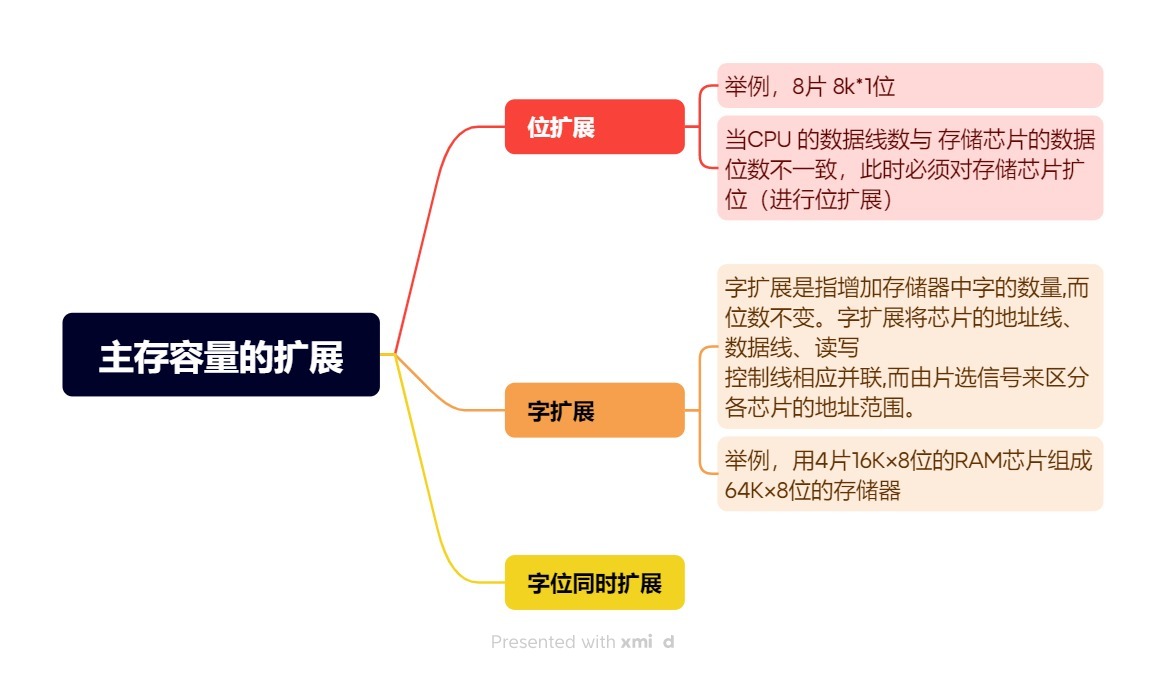 主存容量的扩展
位扩展
举例，8片 8k*1位
当CPU 的数据线数与 存储芯片的数据
位数不一致，此时必须对存储芯片扩
位（进行位扩展）
字扩展
字扩展是指增加存储器中字的数量,而
位数不变。字扩展将芯片的地址线、
数据线、读写
控制线相应并联,而由片选信号来区分
各芯片的地址范围。
举例，用4片16K×8位的RAM芯片组成
64K×8位的存储器
字位同时扩展
Presented with xmi d